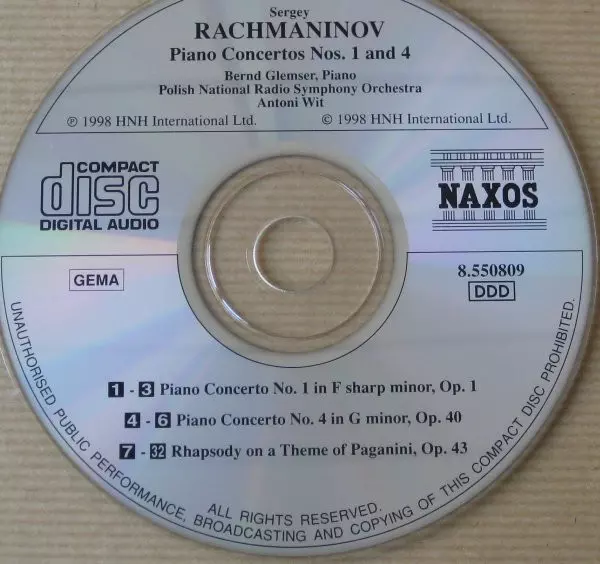 Sergey
RACHMANINOV
Piano Concertos Nos. 1 and 4
Bernd Glemser, Piano
Polish National Radio Symphony Orchestra
Antoni Wit
℗ 1998 HNH International Ltd. © 1998 HNH International Ltd.
COMPACT
disc
DIGITAL AUDIO
NAXOS
GEMA
8.550809
DDD
1 - 3 Piano Concerto No. 1 in F sharp minor, Op. 1
4 - 6 Piano Concerto No. 4 in G minor, Op. 40
7 - 32 Rhapsody on a Theme of Paganini, Op. 43
ALL RIGHTS RESERVED.
UNAUTHORISED PUBLIC PERFORMANCE, BROADCASTING AND COPYING OF THIS COMPACT DISC PROHIBITED.